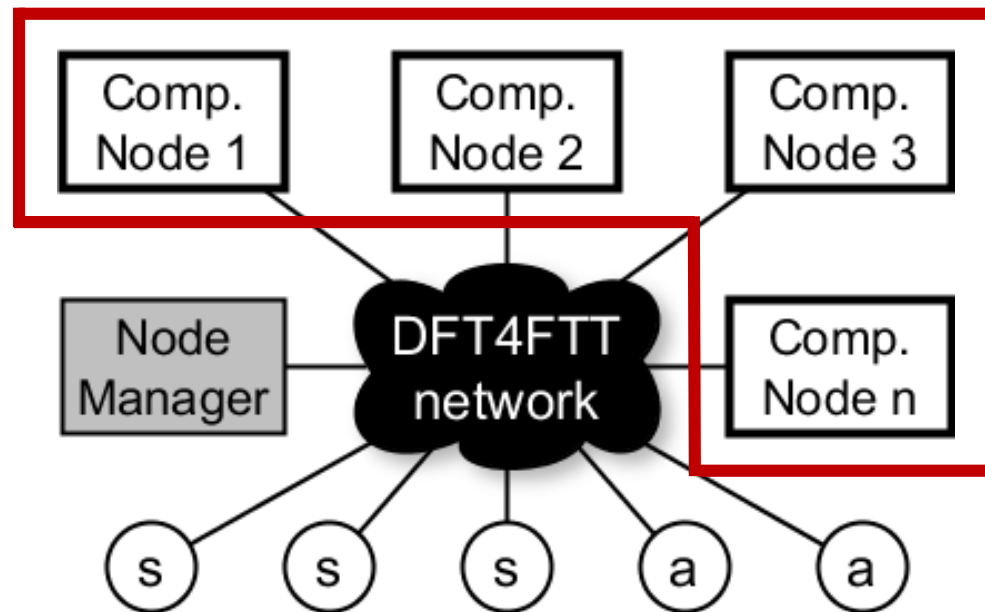 Comp.
Node 1
Comp.
Node 2
Comp.
Node 3
Node
Manager
DFT4FTT
network
Comp.
Node n
s
s
s
a
a